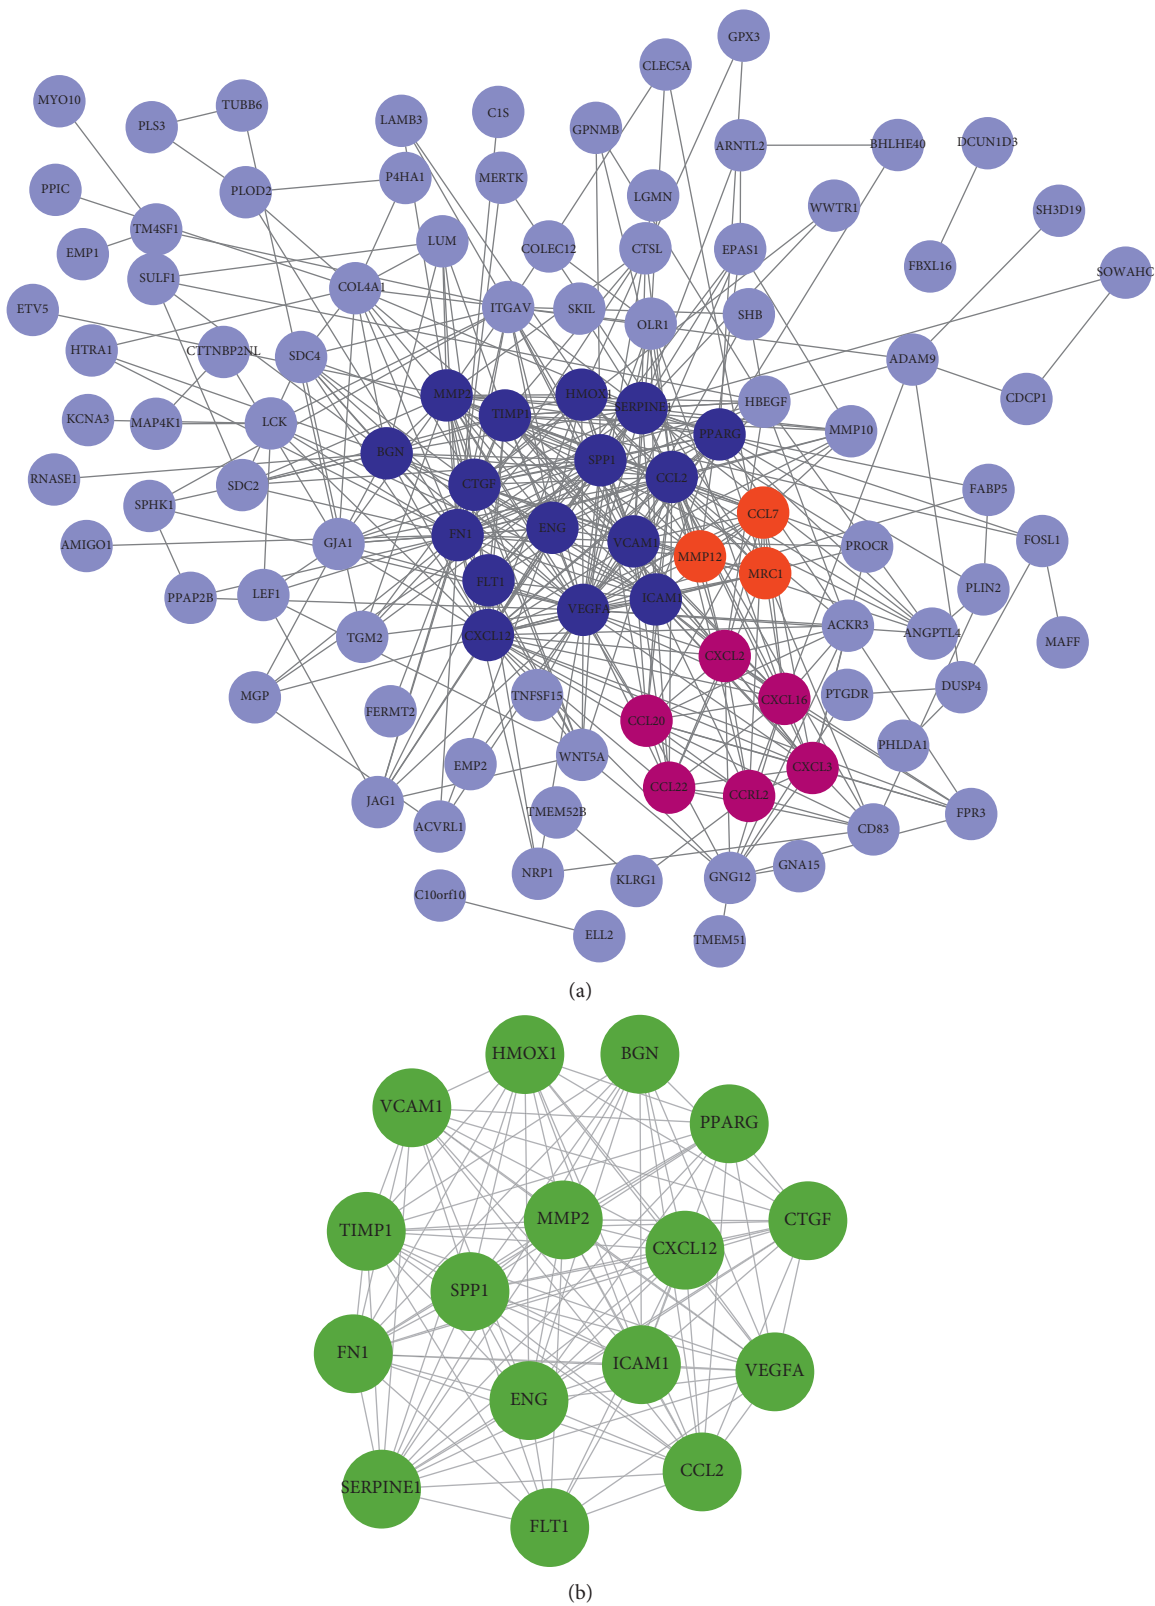 GPX3
CLEC5A
MYO10
TUBB6
PLS3
LAMB3
C1S
GPNMB
ARNTL2
BHLHE40
DCUN1D3
PPIC
PLOD2
P4HA1
MERTK
LGMN
WWTR1
SH3D19
EMP1
TM4SF1
LUM
COLEC12
CTSL
EPAS1
FBXL16
SOWAHC
SULF1
COL4A1
ETV5
ITGAV
SKIL
OLR1
SHB
HTRA1
CTTNBP2NL
SDC4
ADAM9
KCNA3
MAP4K1
LCK
MMP2
TIMP1
HMOX1
SERPINE1
HBEGF
CDCP1
PPARG
MMP10
RNASE1
SDC2
BGN
CTGF
SPP1
CCL2
FABP5
SPHK1
CCL7
AMIGO1
GJA1
FN1
ENG
VCAM1
MMP12
MRC1
PROCR
FOSL1
PPAP2B
LEF1
FLT1
VEGFA
ICAM1
PLIN2
TGM2
CXCL12
ACKR3
ANGPTL4
MAFF
CXCL2
MGP
FERMT2
TNFSF15
CCL20
CXCL16
PTGDR
DUSP4
EMP2
WNT5A
CXCL3
PHLDA1
JAG1
ACVRL1
TMEM52B
CCL22
CCRL2
CD83
FPR3
NRP1
KLRG1
GNG12
GNA15
C10orf10
ELL2
TMEM51
(a)
HMOX1
BGN
VCAM1
PPARG
TIMP1
MMP2
CXCL12
CTGF
SPP1
FN1
ICAM1
VEGFA
ENG
SERPINE1
CCL2
FLT1
(b)